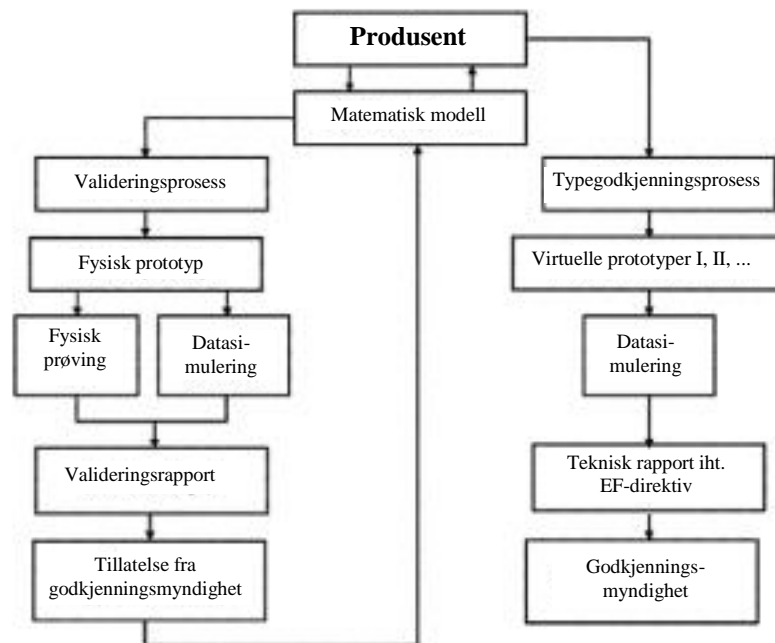 Produsent
Matematisk modell
Valideringsprosess
Fysisk prototyp
Fysisk
prøving
Datasi-
mulering
Valideringsrapport
Tillatelse fra
godkjenningsmyndighet
Typegodkjenningsprosess
Virtuelle prototyper I, II, ...
Datasi-
mulering
Teknisk rapport iht.
EF-direktiv
Godkjennings-
myndighet